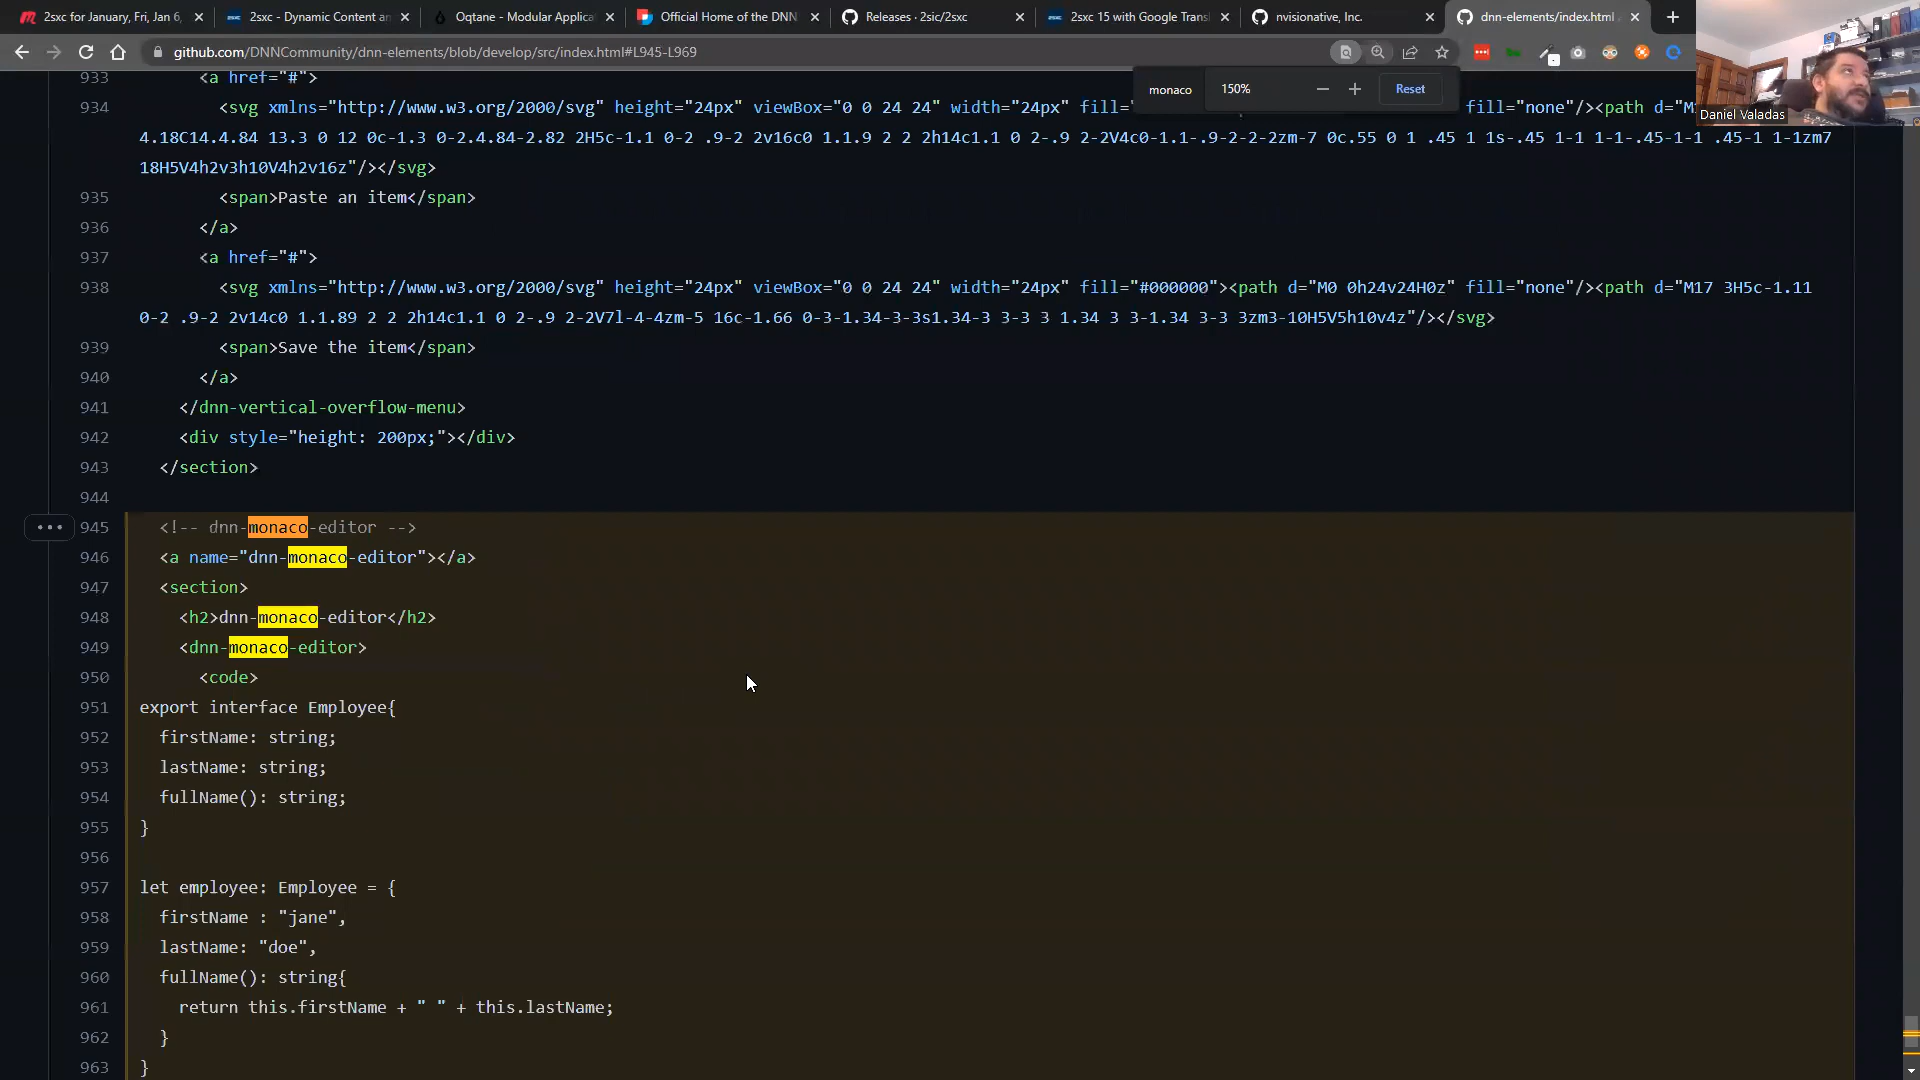 2sxc for January, Fri, Jan 6,
2sxc - Dynamic Content an
Oqtane - Modular Applica
Official Home of the DNN
Releases · 2sic/2sxc
2sxc 15 with Google Transl
nvisionative, Inc.
dnn-elements/index.html
github.com/DNNCommunity/dnn-elements/blob/develop/src/index.html#L945-L969
monaco
150%
Reset
Daniel Valadas
933 <a href="#">
934 <svg xmlns="http://www.w3.org/2000/svg" height="24px" viewBox="0 0 24 24" width="24px" fill=" fill="none"/><path d="M1
4.18C14.4.84 13.3 0 12 0c-1.3 0-2.4.84-2.82 2H5c-1.1 0-2 .9-2 2v16c0 1.1.9 2 2 2h14c1.1 0 2-.9 2-2V4c0-1.1-.9-2-2-2zm-7 0c.55 0 1 .45 1 1s-.45 1-1 1-1-.45-1-1 .45-1 1-1zm7
18H5V4h2v3h10V4h2v16z"/></svg>
935 <span>Paste an item</span>
936 </a>
937 <a href="#">
938 <svg xmlns="http://www.w3.org/2000/svg" height="24px" viewBox="0 0 24 24" width="24px" fill="#000000"><path d="M0 0h24v24H0z" fill="none"/><path d="M17 3H5c-1.11
0-2 .9-2 2v14c0 1.1.89 2 2 2h14c1.1 0 2-.9 2-2V7l-4-4zm-5 16c-1.66 0-3-1.34-3-3s1.34-3 3-3 3 1.34 3 3-1.34 3-3 3zm3-10H5V5h10v4z"/></svg>
939 <span>Save the item</span>
940 </a>
941 </dnn-vertical-overflow-menu>
942 <div style="height: 200px;"></div>
943 </section>
944
945 <!-- dnn-monaco-editor -->
946 <a name="dnn-monaco-editor"></a>
947 <section>
948 <h2>dnn-monaco-editor</h2>
949 <dnn-monaco-editor>
950 <code>
951 export interface Employee{
952 firstName: string;
953 lastName: string;
954 fullName(): string;
955 }
956
957 let employee: Employee = {
958 firstName : "jane",
959 lastName: "doe",
960 fullName(): string{
961 return this.firstName + " " + this.lastName;
962 }
963 }